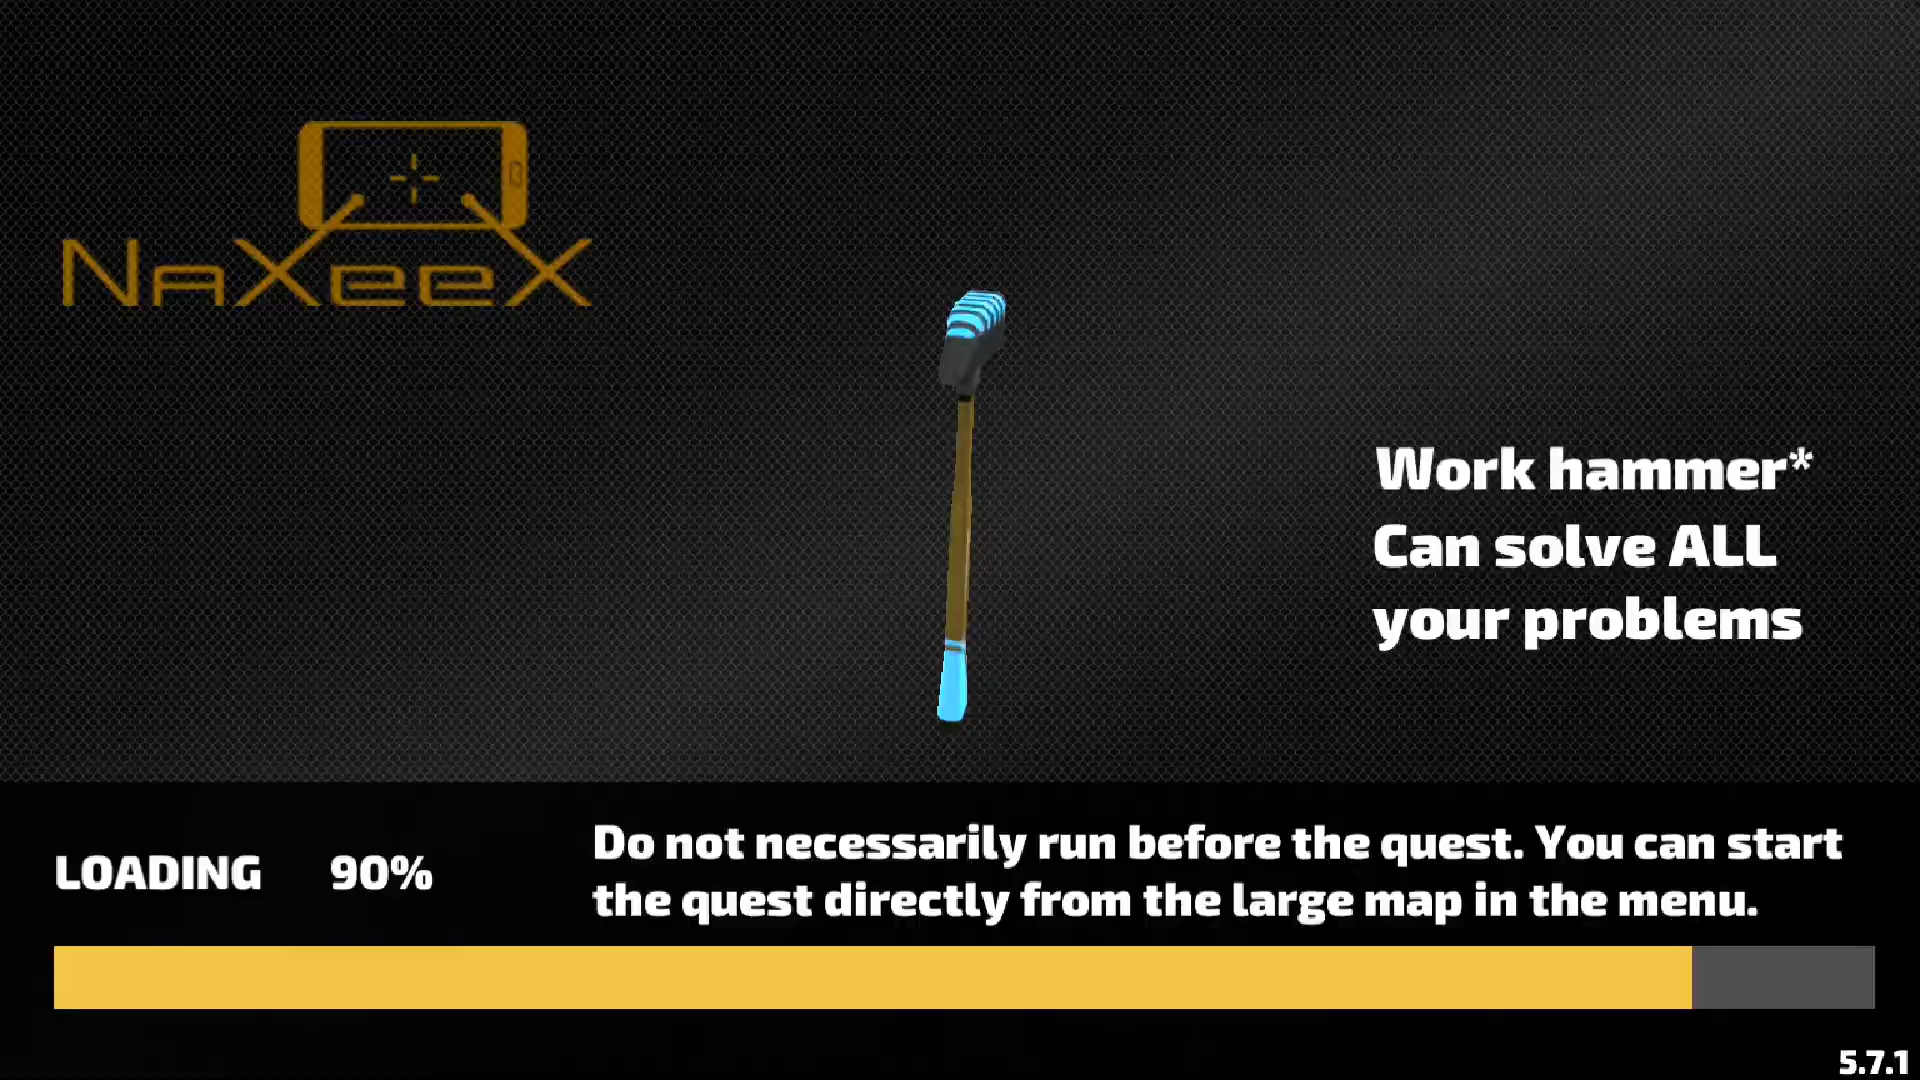 NaXeeX
Work hammer*
Can solve ALL
your problems
LOADING 90%
Do not necessarily run before the quest. You can start
the quest directly from the large map in the menu.
5.7.1